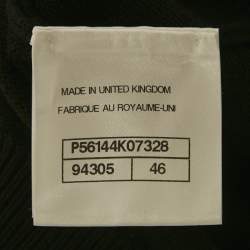 MADE IN UNITED KINGDOM
FABRIQUE AU ROYAUME-UNI
P56144K07328
94305 46